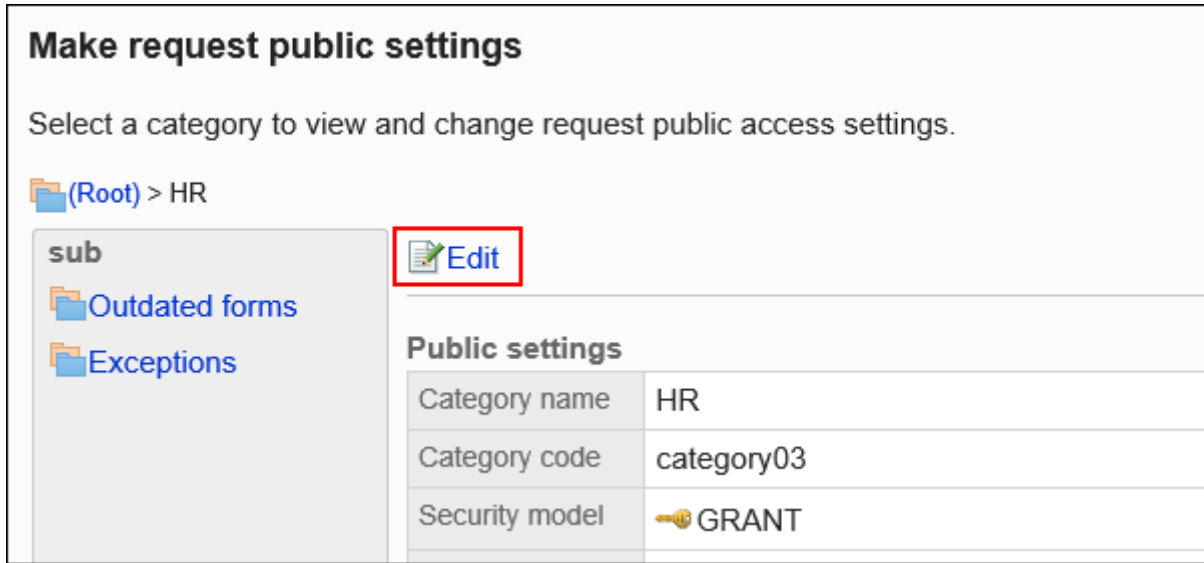 Make request public settings
Select a category to view and change request public access settings.
(Root) > HR
sub
Outdated forms
Exceptions
Edit
Public settings
Category name HR
Category code category03
Security model GRANT